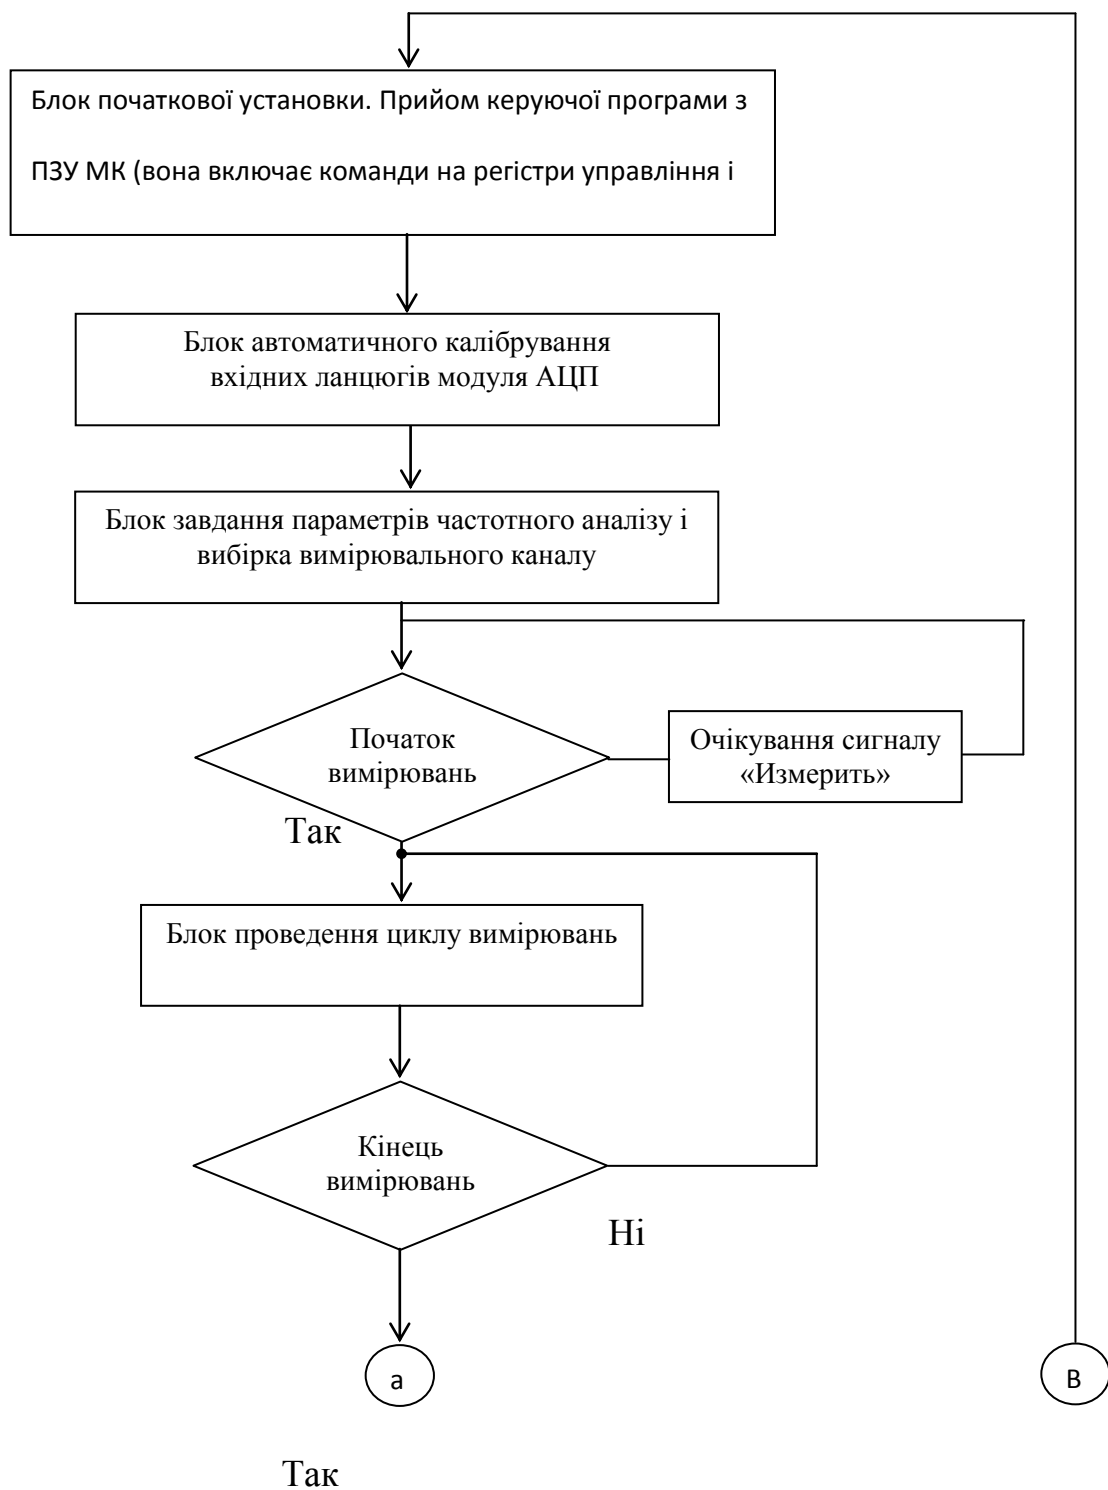 Блок початкової установки. Прийом керуючої програми з
ПЗУ МК (вона включає команди на регістри управління і
Блок автоматичного калібрування
вхідних ланцюгів модуля АЦП
Блок завдання параметрів частотного аналізу і
вибірка вимірювального каналу
Початок
вимірювань
Очікування сигналу
«Измерить»
Так
Блок проведення циклу вимірювань
Кінець
вимірювань
Ні
а
В
Так